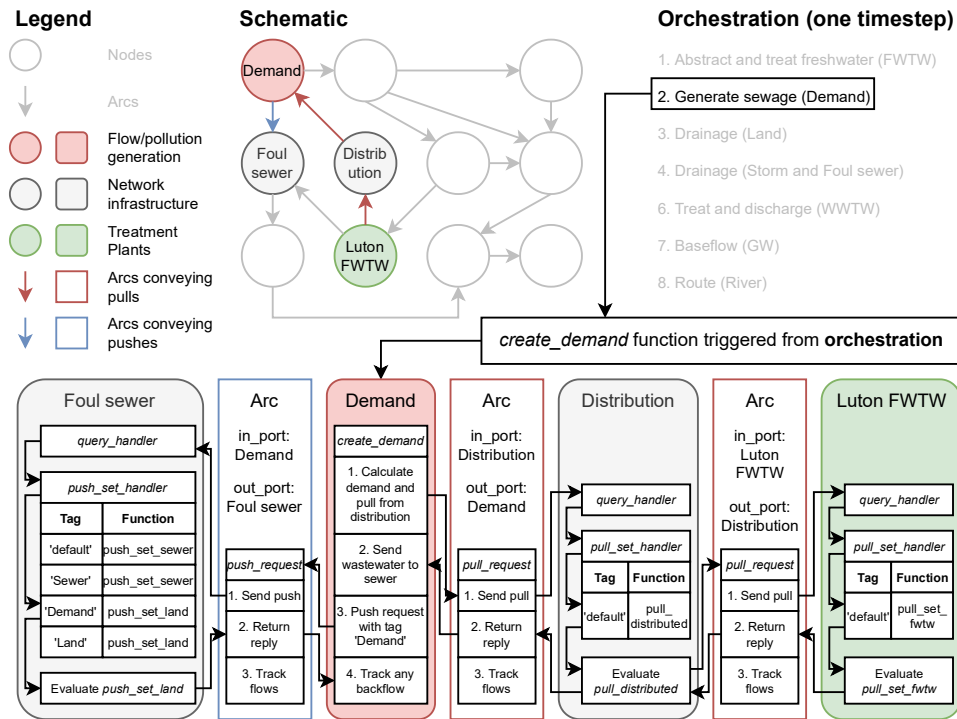 Legend
Nodes
Arcs
Flow/pollution
generation
Network
infrastructure
Treatment
Plants
Arcs conveying
pulls
Arcs conveying
pushes
Schematic
Demand
Foul
sewer
Distrib
ution
Luton
FWTW
Orchestration (one timestep)
1. Abstract and treat freshwater (FWTW)
2. Generate sewage (Demand)
3. Drainage (Land)
4. Drainage (Storm and Foul sewer)
6. Treat and discharge (WWTW)
7. Baseflow (GW)
8. Route (River)
create_demand function triggered from orchestration
Foul sewer
query_handler
push_set_handler
Tag Function
'default' push_set_sewer
'Sewer' push_set_sewer
'Demand' push_set_land
'Land' push_set_land
Evaluate push_set_land
Arc
in_port:
Demand
out_port:
Foul sewer
push_request
1. Send push
2. Return
reply
3. Track
flows
Demand
create_demand
1. Calculate
demand and
pull from
distribution
2. Send
wastewater to
sewer
3. Push request
with tag
'Demand'
4. Track any
backflow
Arc
in_port:
Distribution
out_port:
Demand
pull_request
1. Send pull
2. Return
reply
3. Track
flows
Distribution
query_handler
pull_set_handler
Tag Function
'default' pull_
distributed
Evaluate
pull_distributed
Arc
in_port:
Luton
FWTW
out_port:
Distribution
pull_request
1. Send pull
2. Return
reply
3. Track
flows
Luton FWTW
query_handler
pull_set_handler
Tag Function
'default' pull_set_
fwtw
Evaluate
pull_set_fwtw